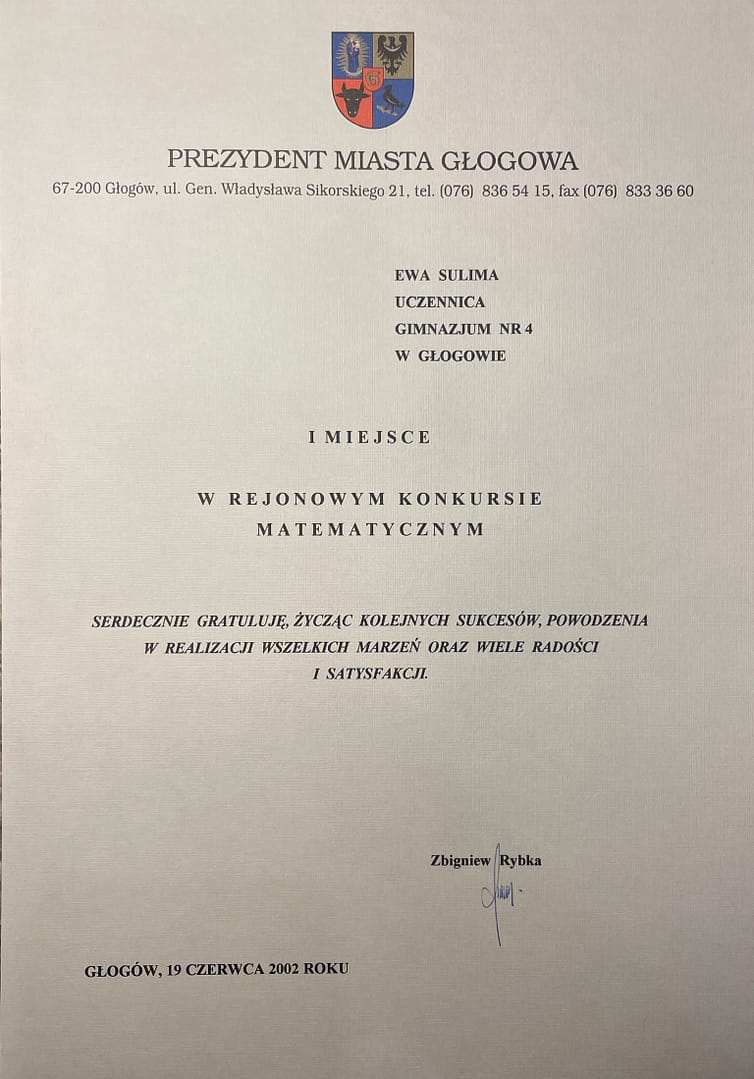 PREZYDENT MIASTA GŁOGOWA
67-200 Głogów, ul. Gen. Władysława Sikorskiego 21, tel. (076) 836 54 15, fax (076) 833 36 60
EWA SULIMA
UCZENNICA
GIMNAZJUM NR 4
W GŁOGOWIE
I MIEJSCE
W REJONOWYM KONKURSIE
MATEMATYCZNYM
SERDECZNIE GRATULUJĘ, ŻYCZĄC KOLEJNYCH SUKCESÓW, POWODZENIA
W REALIZACJI WSZELKICH MARZEŃ ORAZ WIELE RADOŚCI
I SATYSFAKCJI.
Zbigniew Rybka
GŁOGÓW, 19 CZERWCA 2002 ROKU